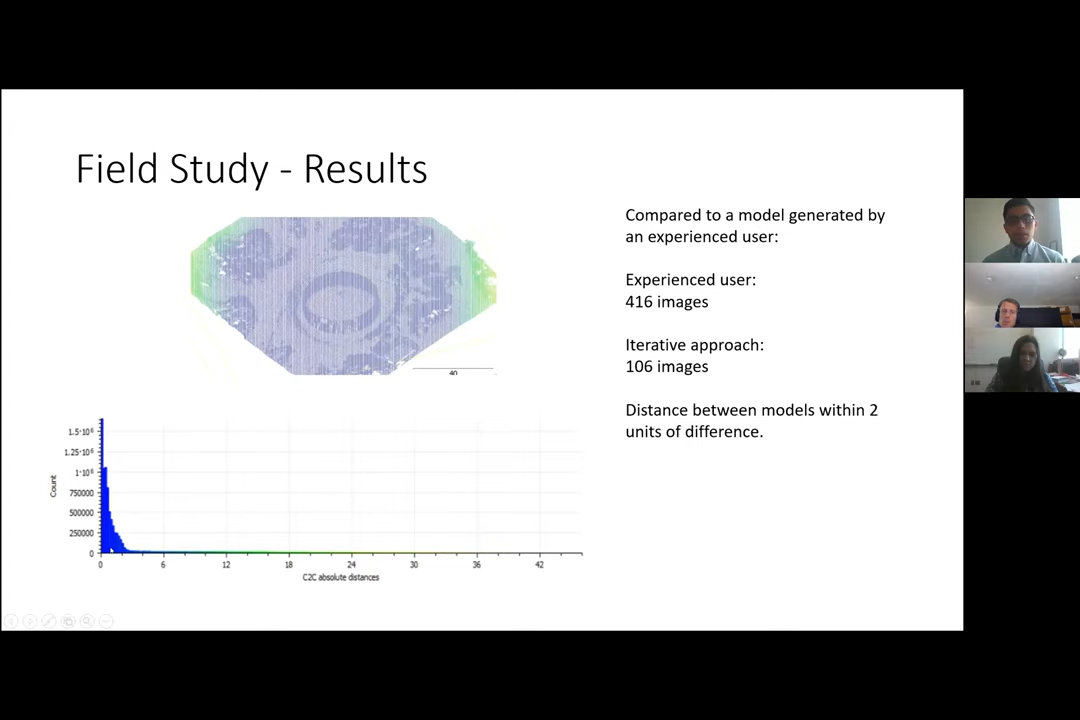 Field Study - Results
40
Compared to a model generated by
an experienced user:
Experienced user:
416 images
Iterative approach:
106 images
Distance between models within 2
units of difference.
Count
1.5·10⁶
1.25·10⁶
1·10⁶
750000
500000
250000
0
0 6 12 18 24 30 36 42
C2C absolute distances